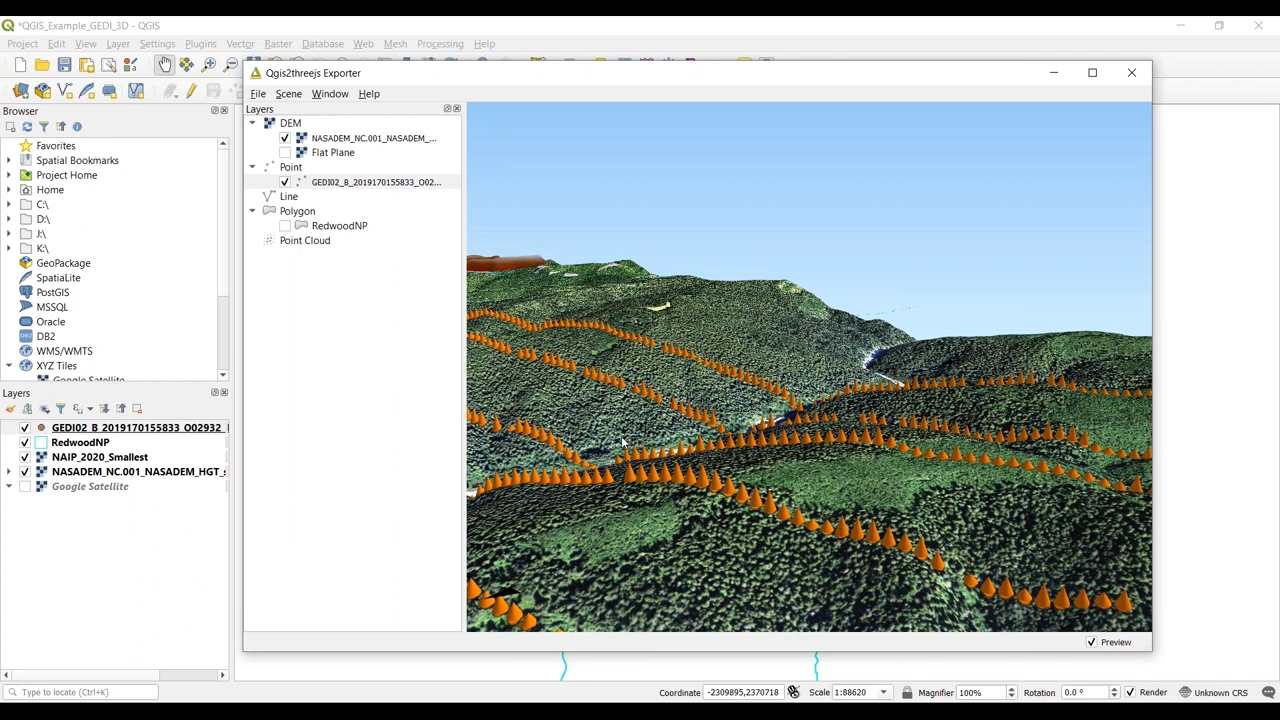 *QGIS_Example_GEDI_3D - QGIS
Project Edit View Layer Settings Plugins Vector Raster Database Web Mesh Processing Help
Qgis2threejs Exporter
File Scene Window Help
Layers
DEM
NASADEM_NC.001_NASADEM_...
Flat Plane
Point
GEDI02_B_2019170155833_O02...
Line
Polygon
RedwoodNP
Point Cloud
Preview
Browser
Favorites
Spatial Bookmarks
Project Home
Home
C:\
D:\
J:\
K:\
GeoPackage
SpatiaLite
PostGIS
MSSQL
Oracle
DB2
WMS/WMTS
XYZ Tiles
Google Satellite
Layers
GEDI02_B_2019170155833_O02932_
RedwoodNP
NAIP_2020_Smallest
NASADEM_NC.001_NASADEM_HGT_s
Google Satellite
Type to locate (Ctrl+K)
Coordinate -2309895,2370718 Scale 1:88620 Magnifier 100% Rotation 0.0 ° Render Unknown CRS